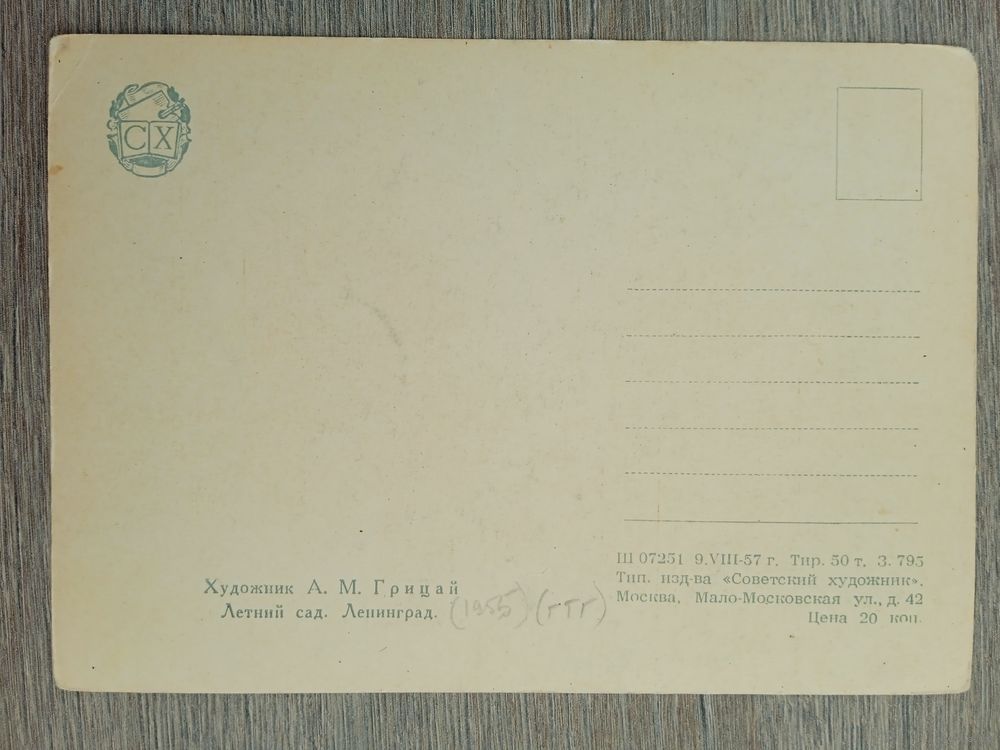 СХ
Художник А. М. Грицай
Летний сад. Ленинград. (1955) (ГТГ)
Ш 07251 9.VIII-57 г. Тир. 50 т. З. 795
Тип. изд-ва «Советский художник».
Москва, Мало-Московская ул., д. 42
Цена 20 коп.